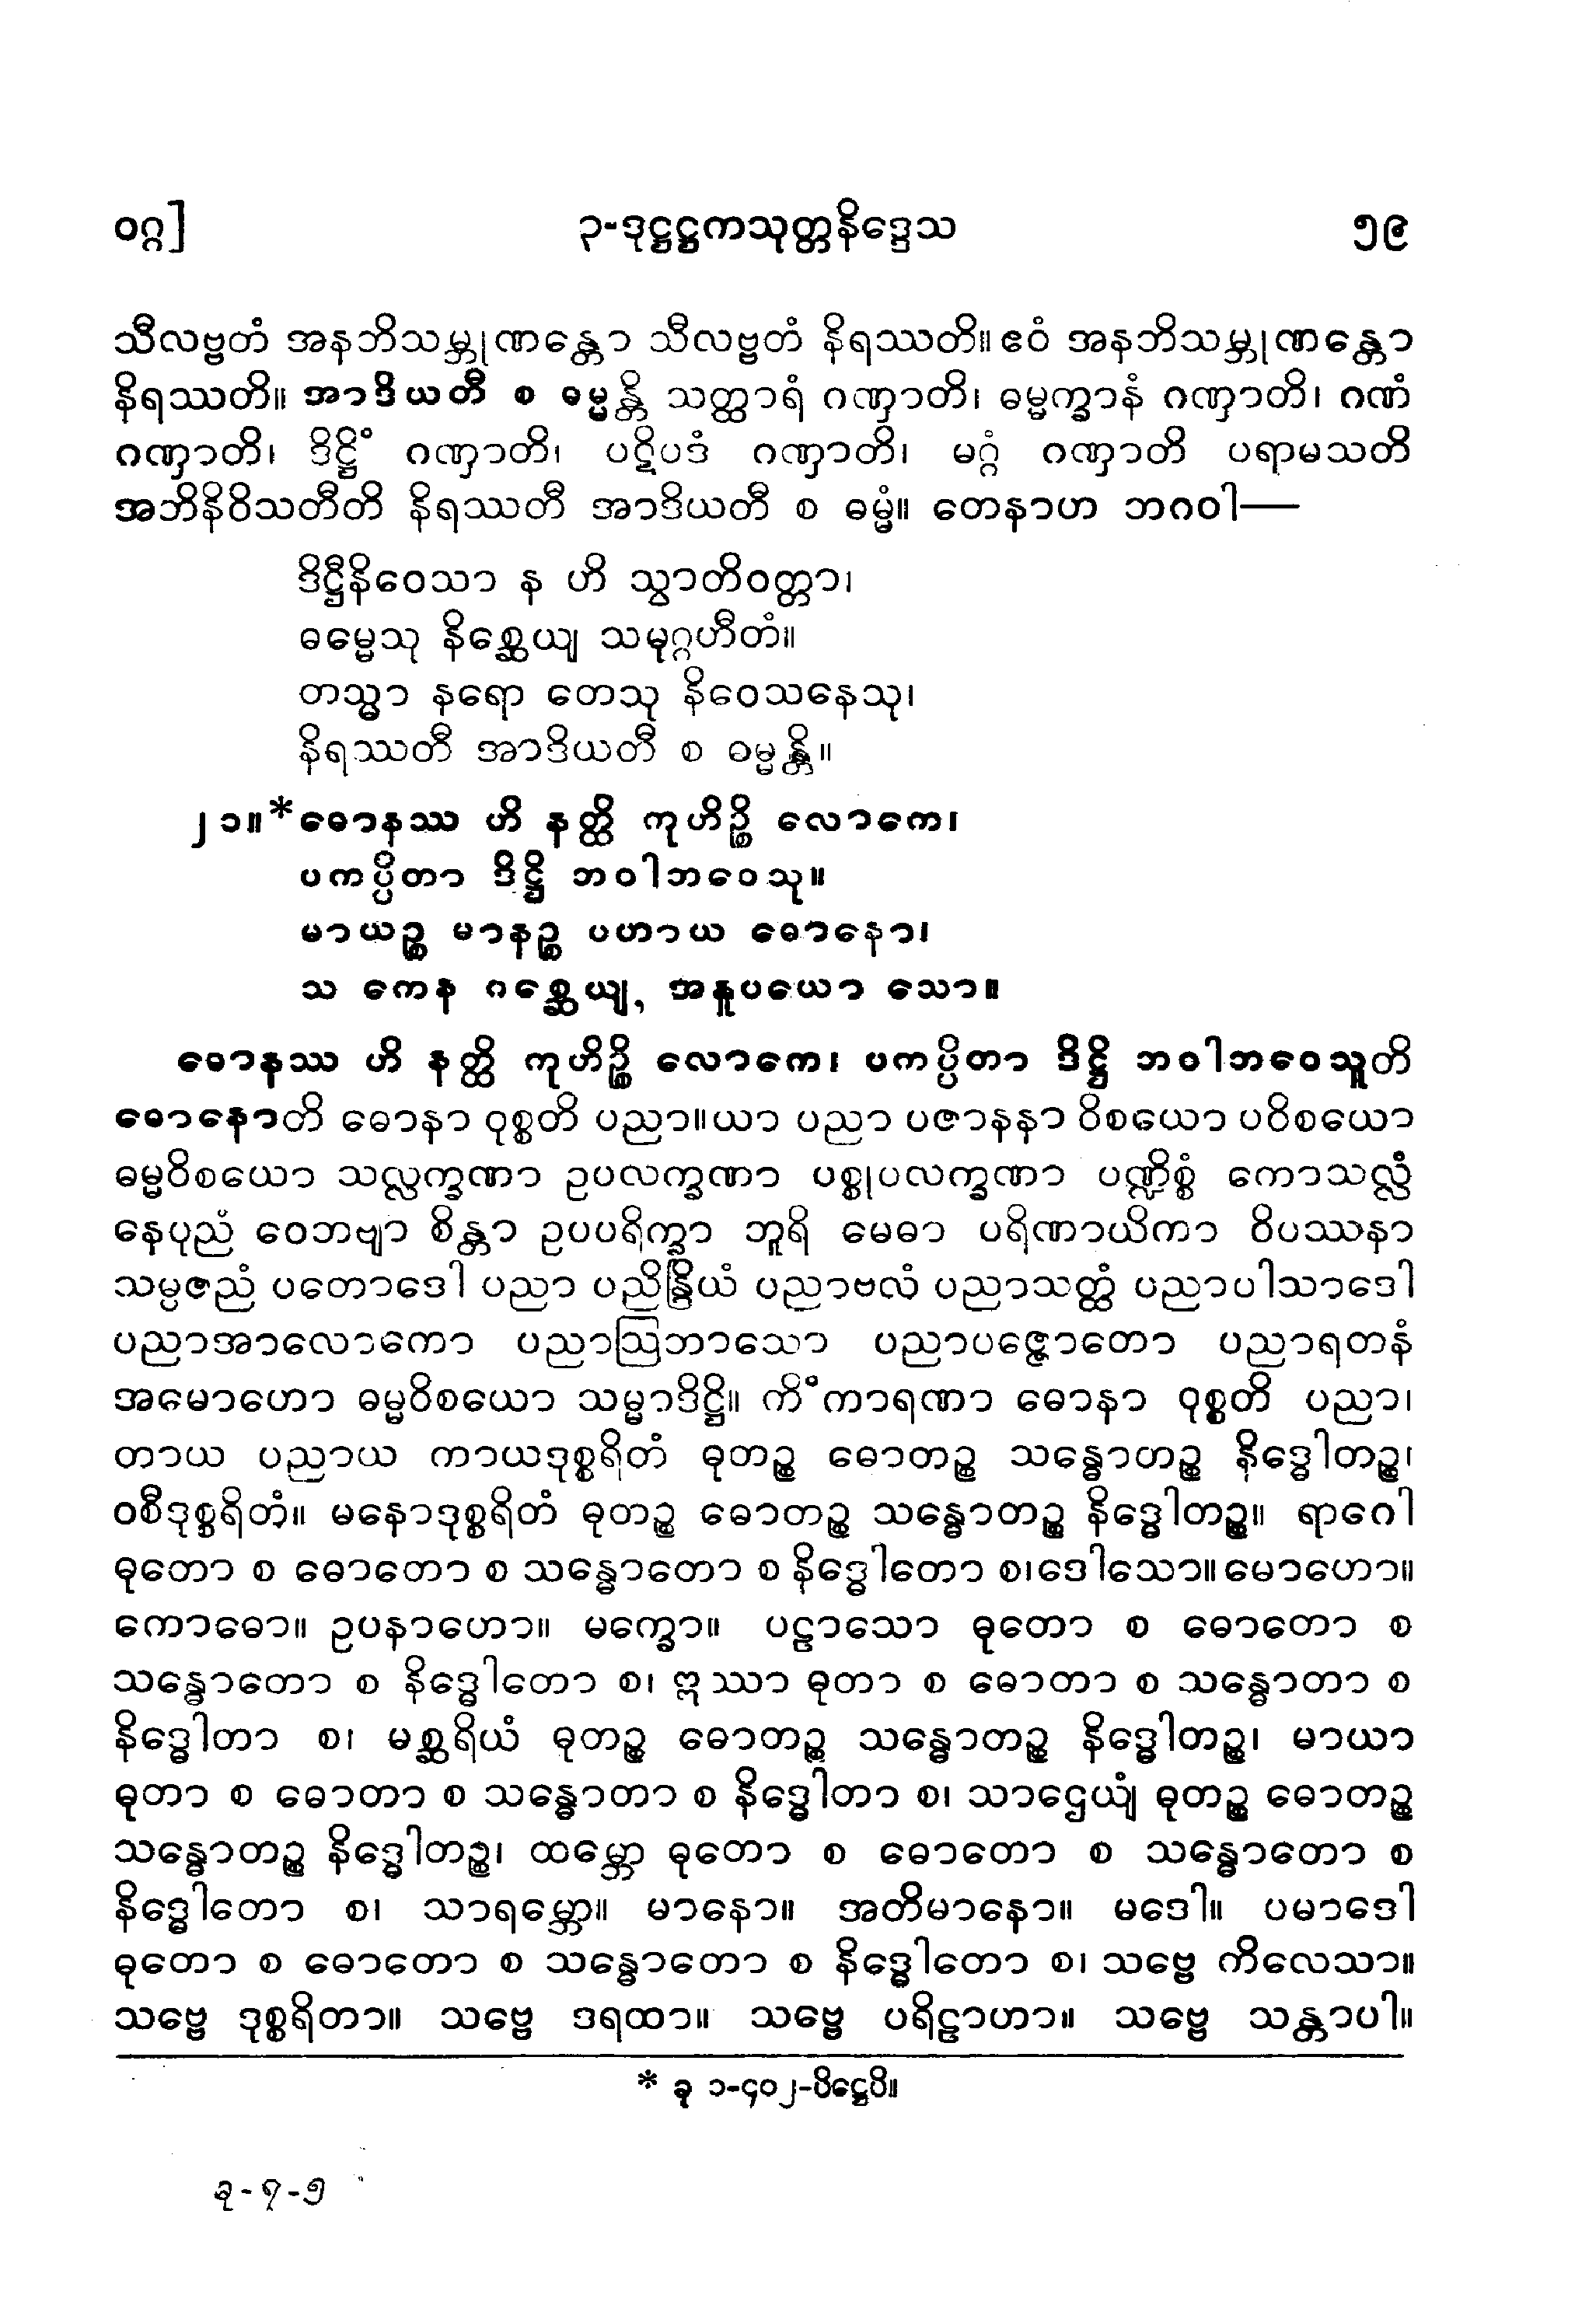 ဝဂ္ဂ]
၃-ဒုဋ္ဌဋ္ဌကသုတ္တနိဒ္ဒေသ
၅၉
သီလဗ္ဗတံ အနဘိသမ္ဘုဏန္တော သီလဗ္ဗတံ နိရဿတိ။ ဧဝံ အနဘိသမ္ဘုဏန္တော
နိရဿတိ။ အာဒိယတီ စ ဓမ္မန္တိ သတ္ထာရံ ဂဏှာတိ၊ ဓမ္မက္ခာနံ ဂဏှာတိ၊ ဂဏံ
ဂဏှာတိ၊ ဒိဋ္ဌိံ ဂဏှာတိ၊ ပဋိပဒံ ဂဏှာတိ၊ မဂ္ဂံ ဂဏှာတိ ပရာမသတိ
အဘိနိဝိသတီတိ နိရဿတီ အာဒိယတီ စ ဓမ္မံ။ တေနာဟ ဘဂဝါ—
ဒိဋ္ဌီနိဝေသာ န ဟိ သွာတိဝတ္တာ၊
ဓမ္မေသု နိစ္ဆေယျ သမုဂ္ဂဟီတံ။
တသ္မာ နရော တေသု နိဝေသနေသု၊
နိရဿတီ အာဒိယတီ စ ဓမ္မန္တိ။
၂၁။ *ဓောနဿ ဟိ နတ္ထိ ကုဟိဉ္စိ လောကေ၊
ပကပ္ပိတာ ဒိဋ္ဌိ ဘဝါဘဝေသု။
မာယဉ္စ မာနဉ္စ ပဟာယ ဓောနော၊
သ ကေန ဂစ္ဆေယျ, အနူပယော သော။
ဓောနဿ ဟိ နတ္ထိ ကုဟိဉ္စိ လောကေ၊ ပကပ္ပိတာ ဒိဋ္ဌိ ဘဝါဘဝေသူတိ
ဓောနောတိ ဓောနာ ဝုစ္စတိ ပညာ။ ယာ ပညာ ပဇာနနာ ဝိစယော ပဝိစယော
ဓမ္မဝိစယော သလ္လက္ခဏာ ဥပလက္ခဏာ ပစ္စုပလက္ခဏာ ပဏ္ဍိစ္စံ ကောသလ္လံ
နေပုညံ ဝေဘဗျာ စိန္တာ ဥပပရိက္ခာ ဘူရိ မေဓာ ပရိဏာယိကာ ဝိပဿနာ
သမ္ပဇညံ ပတောဒေါ ပညာ ပညိန္ဒြိယံ ပညာဗလံ ပညာသတ္ထံ ပညာပါသာဒေါ
ပညာအာလောကော ပညာဩဘာသော ပညာပဇ္ဇောတော ပညာရတနံ
အမောဟော ဓမ္မဝိစယော သမ္မာဒိဋ္ဌိ။ ကိံကာရဏာ ဓောနာ ဝုစ္စတိ ပညာ၊
တာယ ပညာယ ကာယဒုစ္စရိတံ ဓုတဉ္စ ဓောတဉ္စ သန္ဓောတဉ္စ နိဒ္ဓေါတဉ္စ၊
ဝစီဒုစ္စရိတံ။ မနောဒုစ္စရိတံ ဓုတဉ္စ ဓောတဉ္စ သန္ဓောတဉ္စ နိဒ္ဓေါတဉ္စ။ ရာဂေါ
ဓုတော စ ဓောတော စ သန္ဓောတော စ နိဒ္ဓေါတော စ၊ ဒေါသော။ မောဟော။
ကောဓော။ ဥပနာဟော။ မက္ခော။ ပဠာသော ဓုတော စ ဓောတော စ
သန္ဓောတော စ နိဒ္ဓေါတော စ၊ ဣဿာ ဓုတာ စ ဓောတာ စ သန္ဓောတာ စ
နိဒ္ဓေါတာ စ၊ မစ္ဆရိယံ ဓုတဉ္စ ဓောတဉ္စ သန္ဓောတဉ္စ နိဒ္ဓေါတဉ္စ၊ မာယာ
ဓုတာ စ ဓောတာ စ သန္ဓောတာ စ နိဒ္ဓေါတာ စ၊ သာဌေယျံ ဓုတဉ္စ ဓောတဉ္စ
သန္ဓောတဉ္စ နိဒ္ဓေါတဉ္စ၊ ထမ္ဘော ဓုတော စ ဓောတော စ သန္ဓောတော စ
နိဒ္ဓေါတော စ၊ သာရမ္ဘော။ မာနော။ အတိမာနော။ မဒေါ။ ပမာဒေါ
ဓုတော စ ဓောတော စ သန္ဓောတော စ နိဒ္ဓေါတော စ၊ သဗ္ဗေ ကိလေသာ။
သဗ္ဗေ ဒုစ္စရိတာ။ သဗ္ဗေ ဒရထာ။ သဗ္ဗေ ပရိဠာဟာ။ သဗ္ဗေ သန္တာပါ။
* ခု ၁-၄၀၂-ပိဋ္ဌေပိ။
ခု-၇-၅